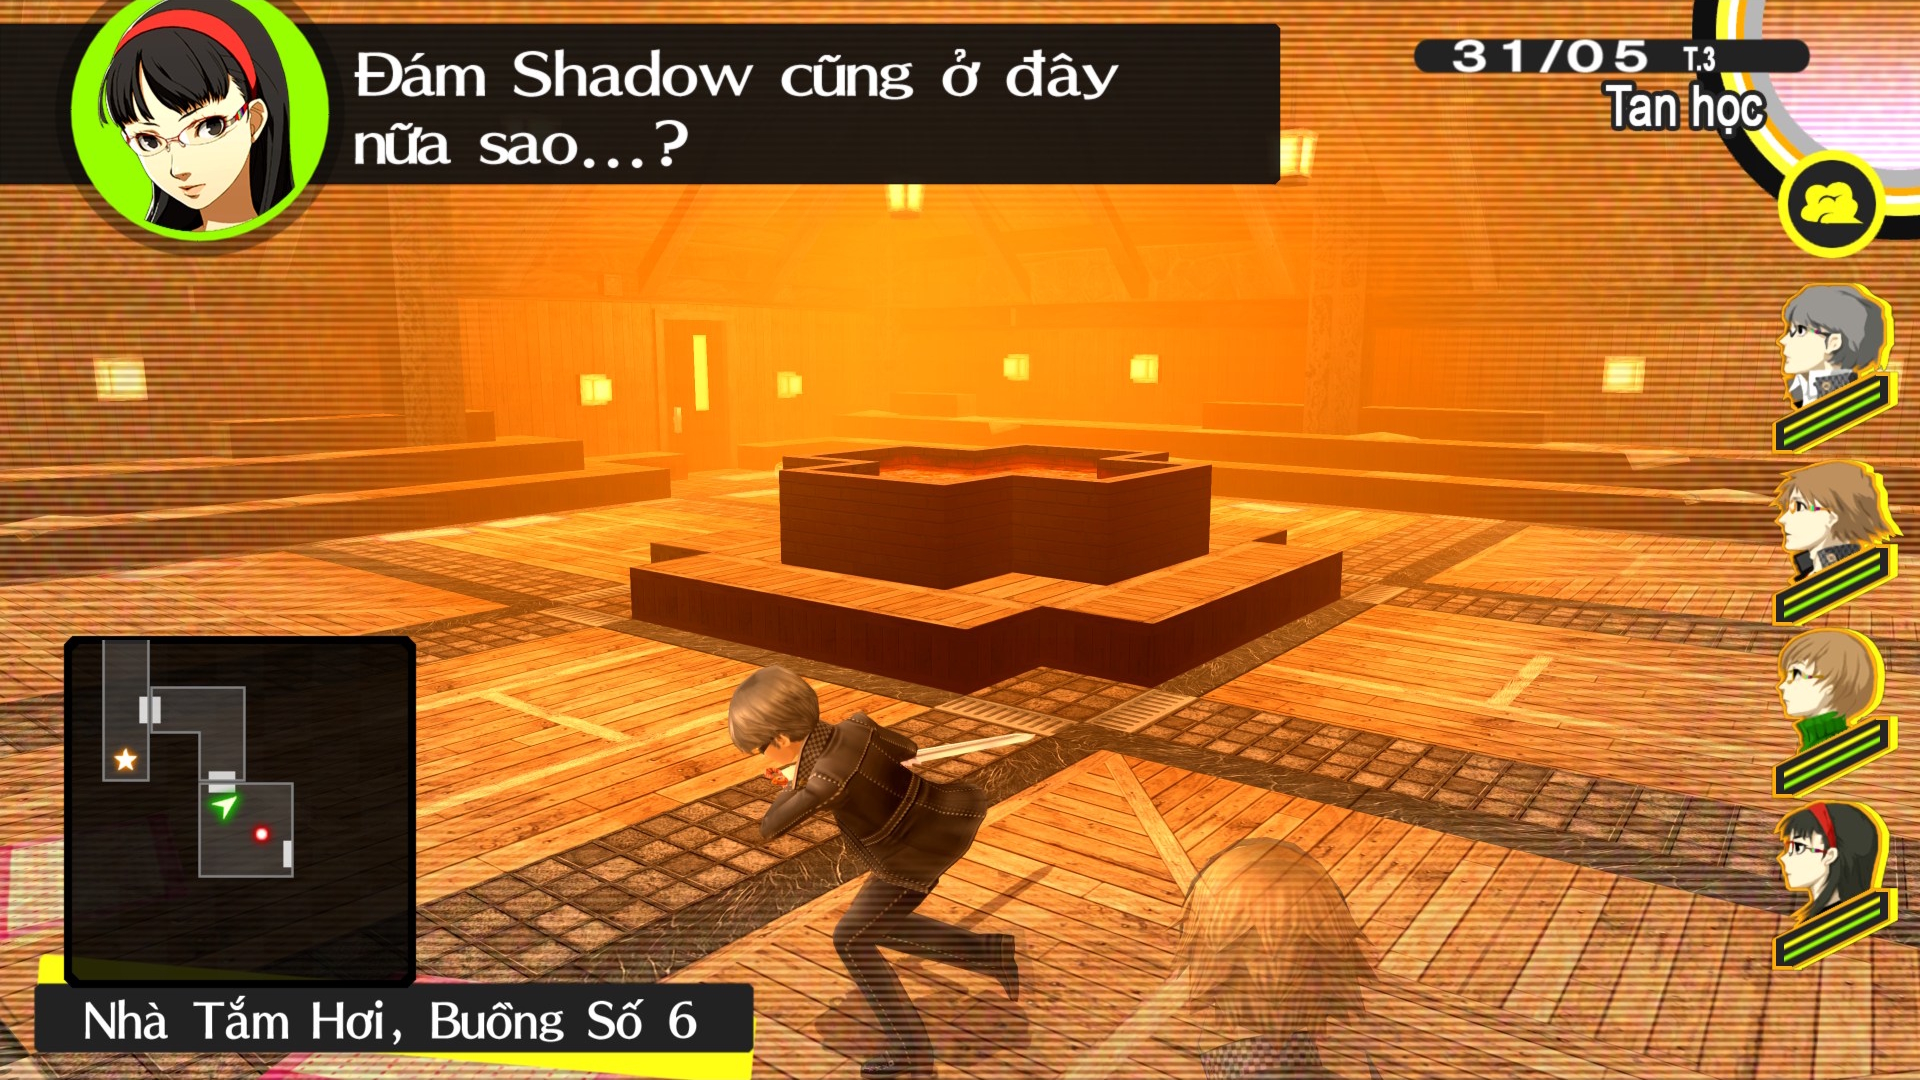 Đám Shadow cũng ở đây
nữa sao...?
31/05 T.3
Tan học
Nhà Tắm Hơi, Buồng Số 6